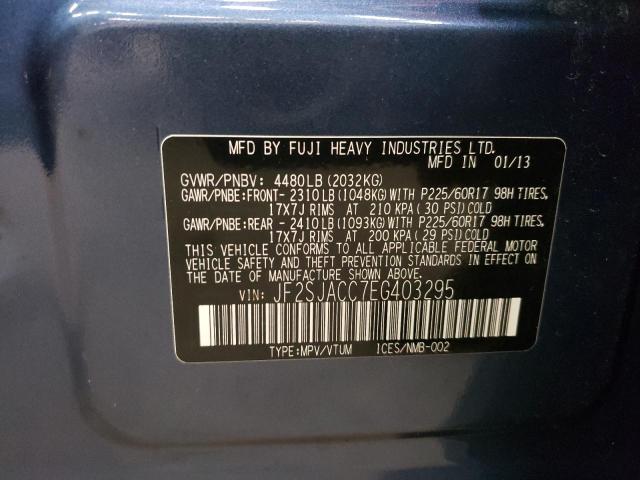 MFD BY FUJI HEAVY INDUSTRIES LTD.
MFD IN 01/13
GVWR/PNBV: 4480LB (2032KG)
GAWR/PNBE:FRONT- 2310LB (1048KG)WITH P225/60R17 98H TIRES,
17X7J RIMS AT 210 KPA ( 30 PSI) COLD
GAWR/PNBE:REAR - 2410LB (1093KG)WITH P225/60R17 98H TIRES,
17X7J RIMS AT 200 KPA ( 29 PSI) COLD
THIS VEHICLE CONFORMS TO ALL APPLICABLE FEDERAL MOTOR
VEHICLE SAFETY AND THEFT PREVENTION STANDARDS IN EFFECT
ON THE DATE OF MANUFACTURE SHOWN ABOVE.
VIN: JF2SJACC7EG403295
TYPE:MPV/VTUM ICES/NMB-002